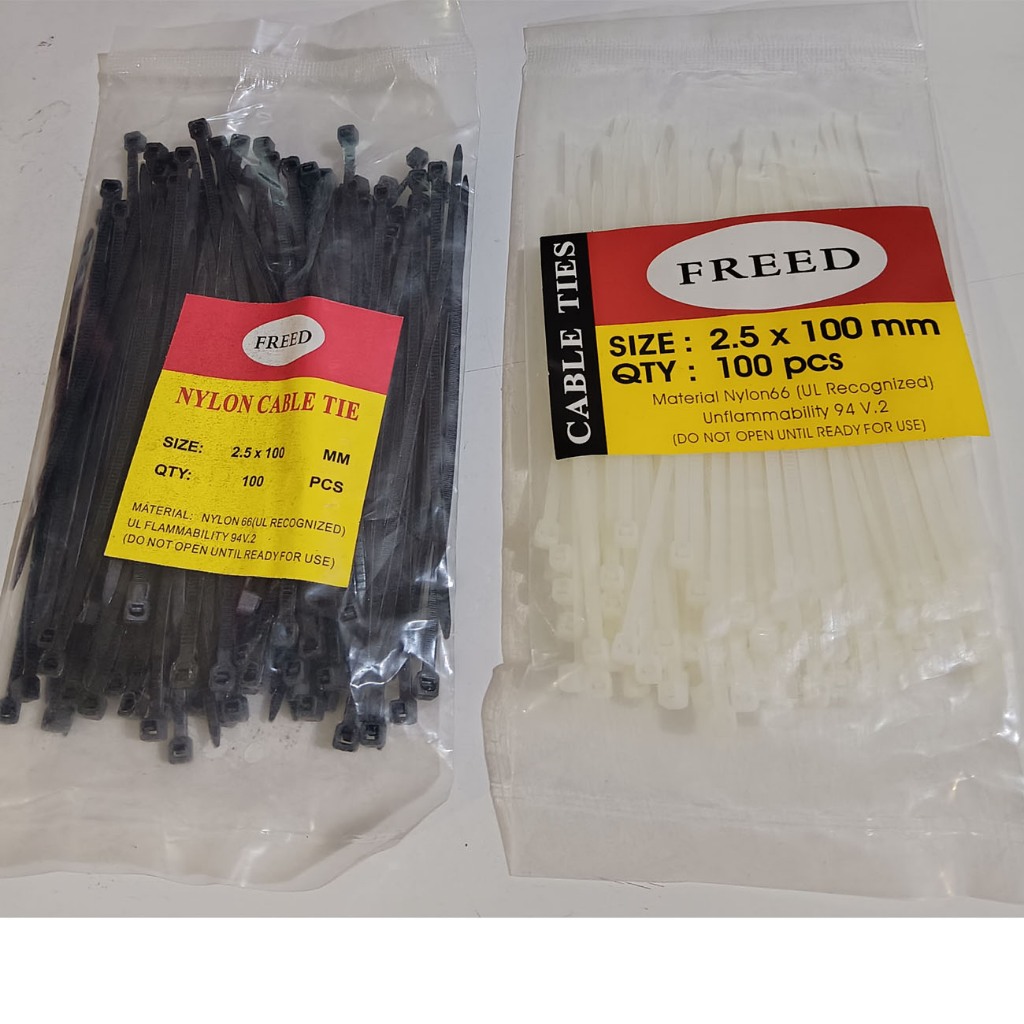 FREED
NYLON CABLE TIE
SIZE: 2.5 x 100 MM
QTY: 100 PCS
MATERIAL: NYLON 66(UL RECOGNIZED)
UL FLAMMABILITY 94V.2
(DO NOT OPEN UNTIL READY FOR USE)
CABLE TIES
FREED
SIZE : 2.5 x 100 mm
QTY : 100 pcs
Material Nylon66 (UL Recognized)
Unflammability 94 V.2
(DO NOT OPEN UNTIL READY FOR USE)